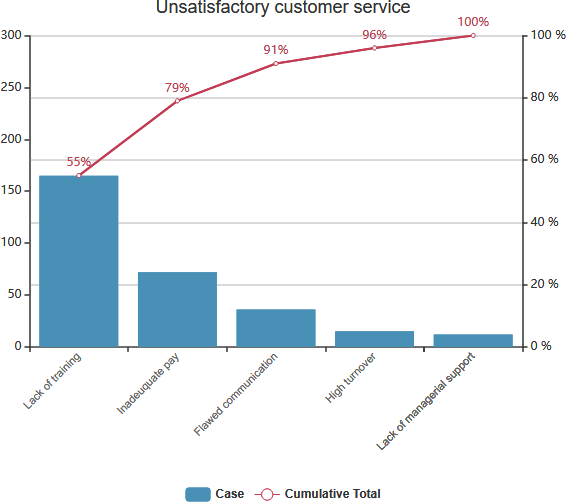 Unsatisfactory customer service
300
250
200
150
100
50
0
100 %
80 %
60 %
40 %
20 %
0 %
55%
79%
91%
96%
100%
Lack of training
Inadeuquate pay
Flawed communication
High turnover
Lack of managerial support
Case
Cumulative Total